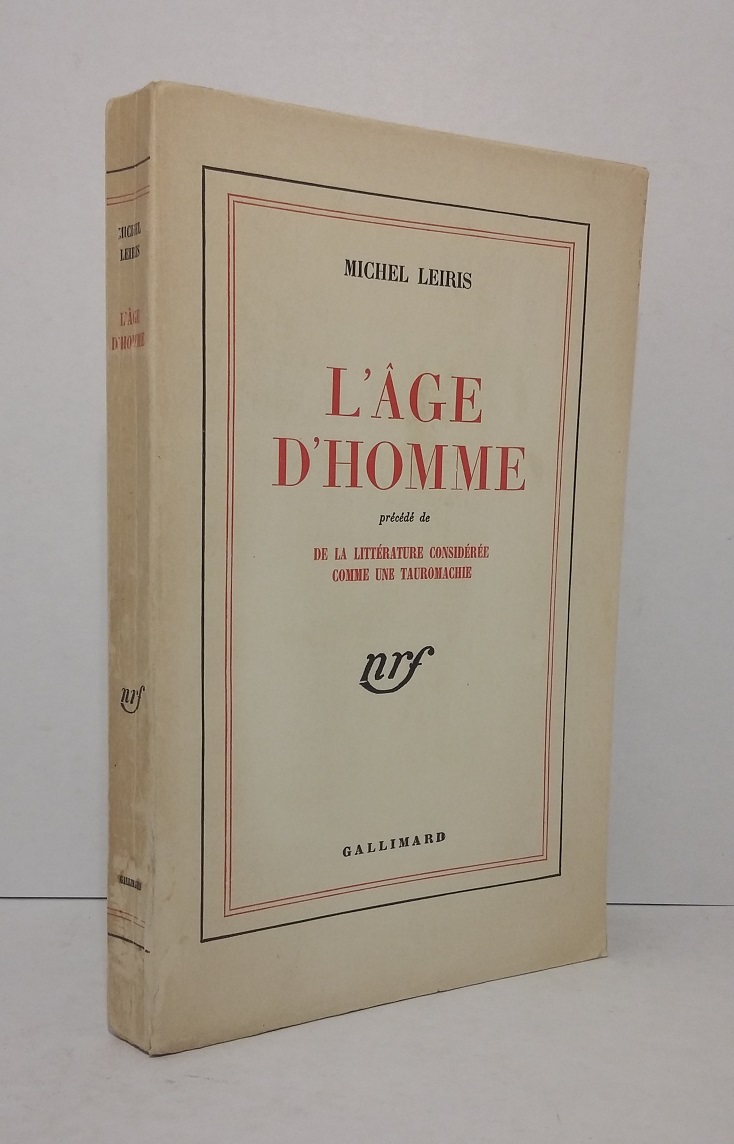 MICHEL LEIRIS
L'ÂGE
D'HOMME
précédé de
DE LA LITTÉRATURE CONSIDÉRÉE
COMME UNE TAUROMACHIE
nrf
GALLIMARD
LEIRIS
L'ÂGE
D'HOMME
nrf